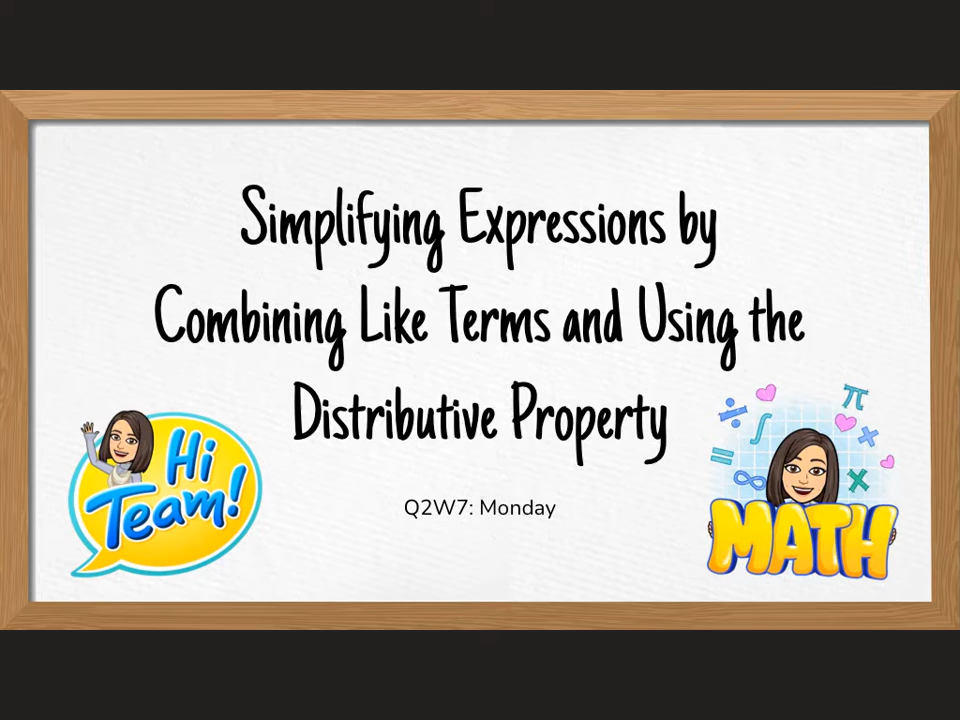 Simplifying Expressions by
Combining Like Terms and Using the
Distributive Property
Hi
Team!
Q2W7: Monday
MATH